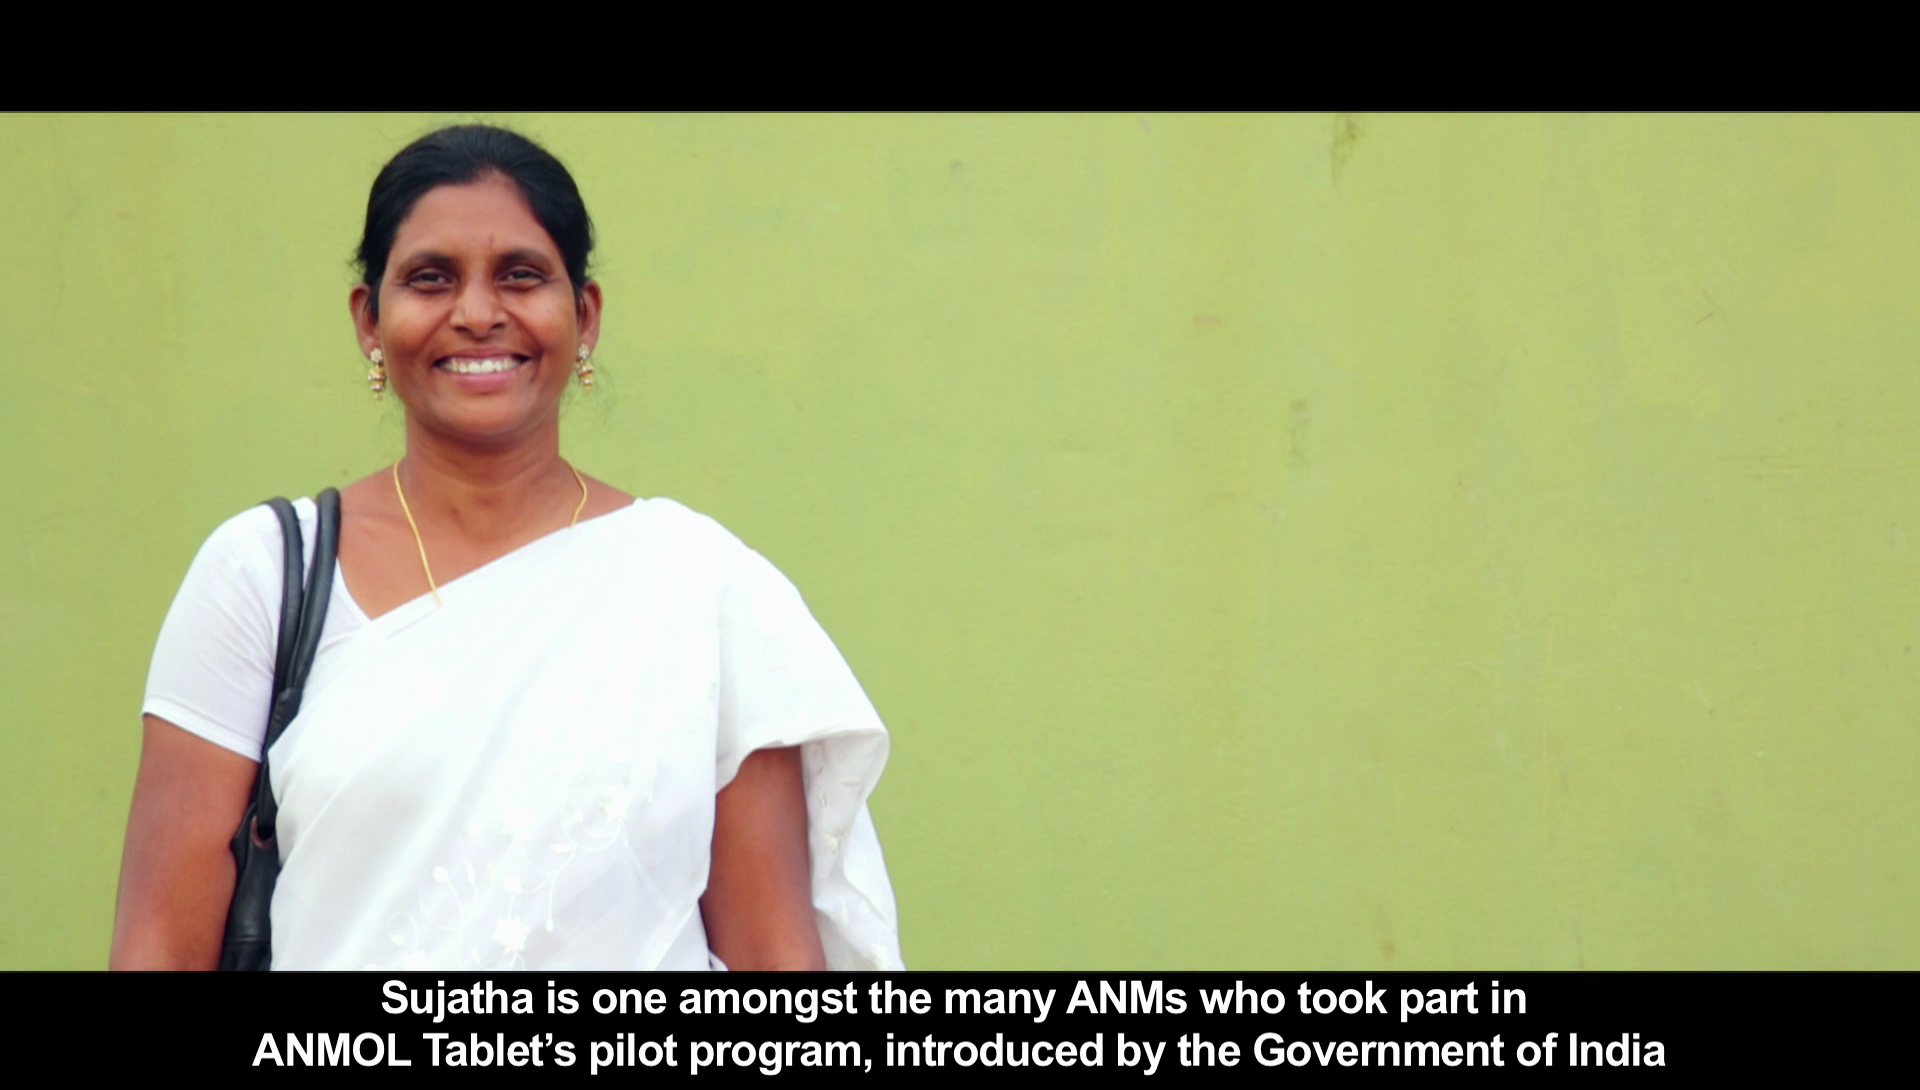 Sujatha is one amongst the many ANMs who took part in
ANMOL Tablet’s pilot program, introduced by the Government of India